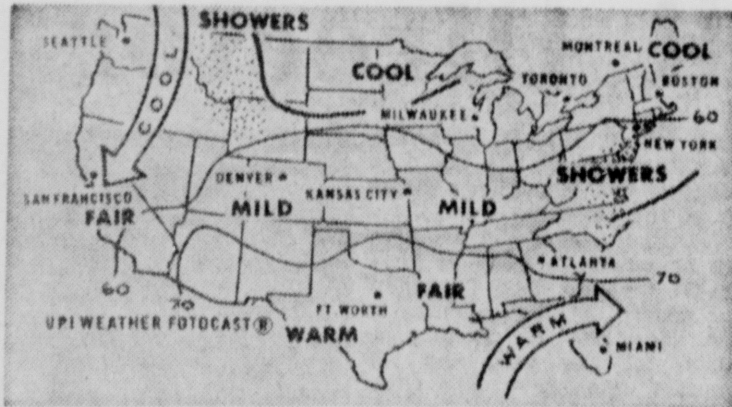 SHOWERS
SEATTLE
COOL
COOL
MONTREAL
COOL
TORONTO
BOSTON
MILWAUKEE
60
NEW YORK
DENVER
KANSAS CITY
SHOWERS
SAN FRANCISCO
FAIR
MILD
MILD
ATLANTA
60
70
FAIR
70
FT. WORTH
UPI WEATHER FOTOCAST®
WARM
WARM
MIAMI